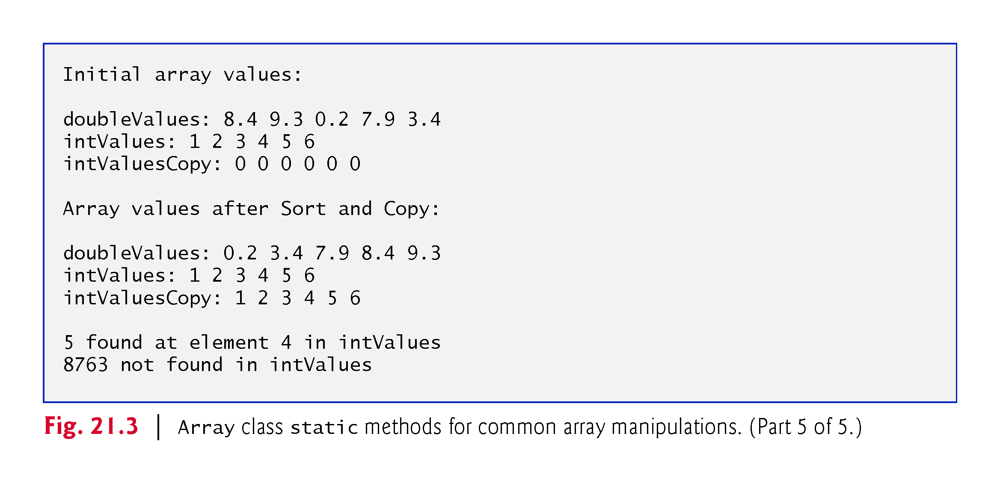 Initial array values:
doubleValues: 8.4 9.3 0.2 7.9 3.4
intValues: 1 2 3 4 5 6
intValuesCopy: 0 0 0 0 0 0
Array values after Sort and Copy:
doubleValues: 0.2 3.4 7.9 8.4 9.3
intValues: 1 2 3 4 5 6
intValuesCopy: 1 2 3 4 5 6
5 found at element 4 in intValues
8763 not found in intValues
Fig. 21.3 | Array class static methods for common array manipulations. (Part 5 of 5.)